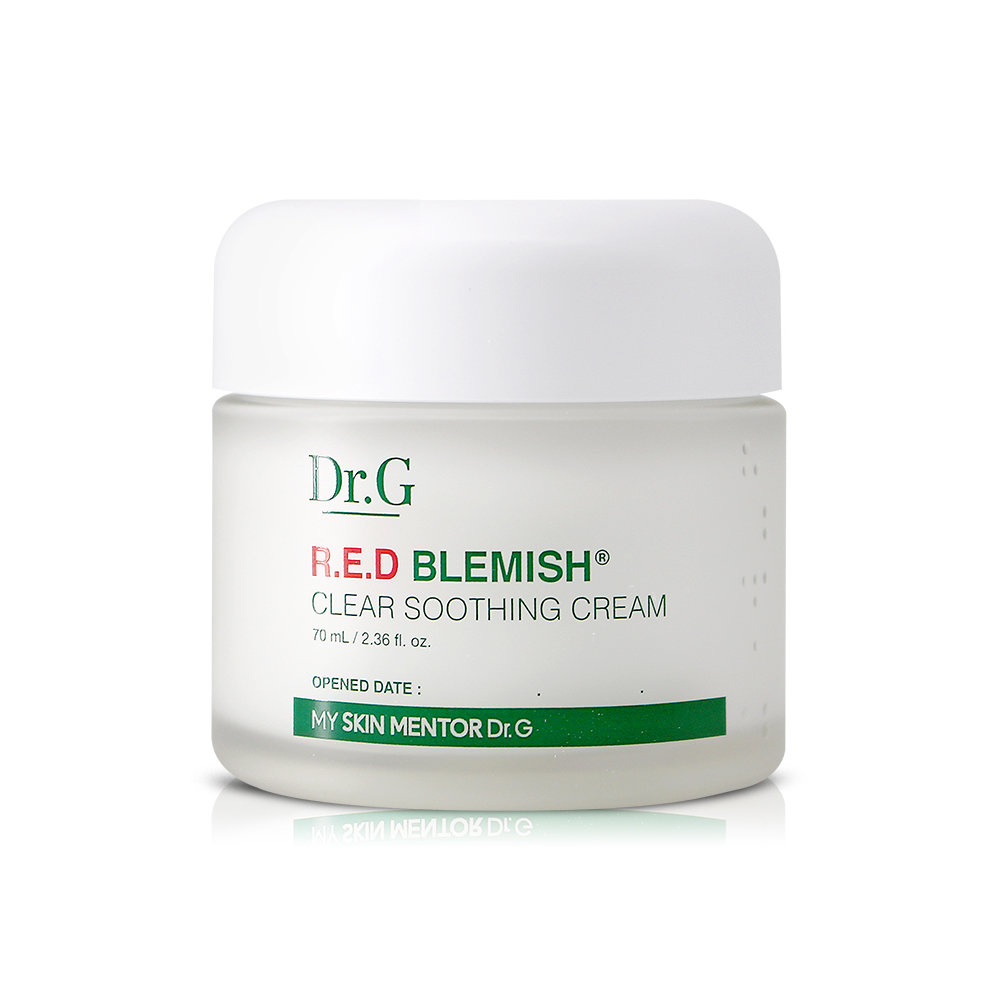 Dr.G
R.E.D BLEMISH®
CLEAR SOOTHING CREAM
70 mL / 2.36 fl. oz.
OPENED DATE : . .
MY SKIN MENTOR Dr.G